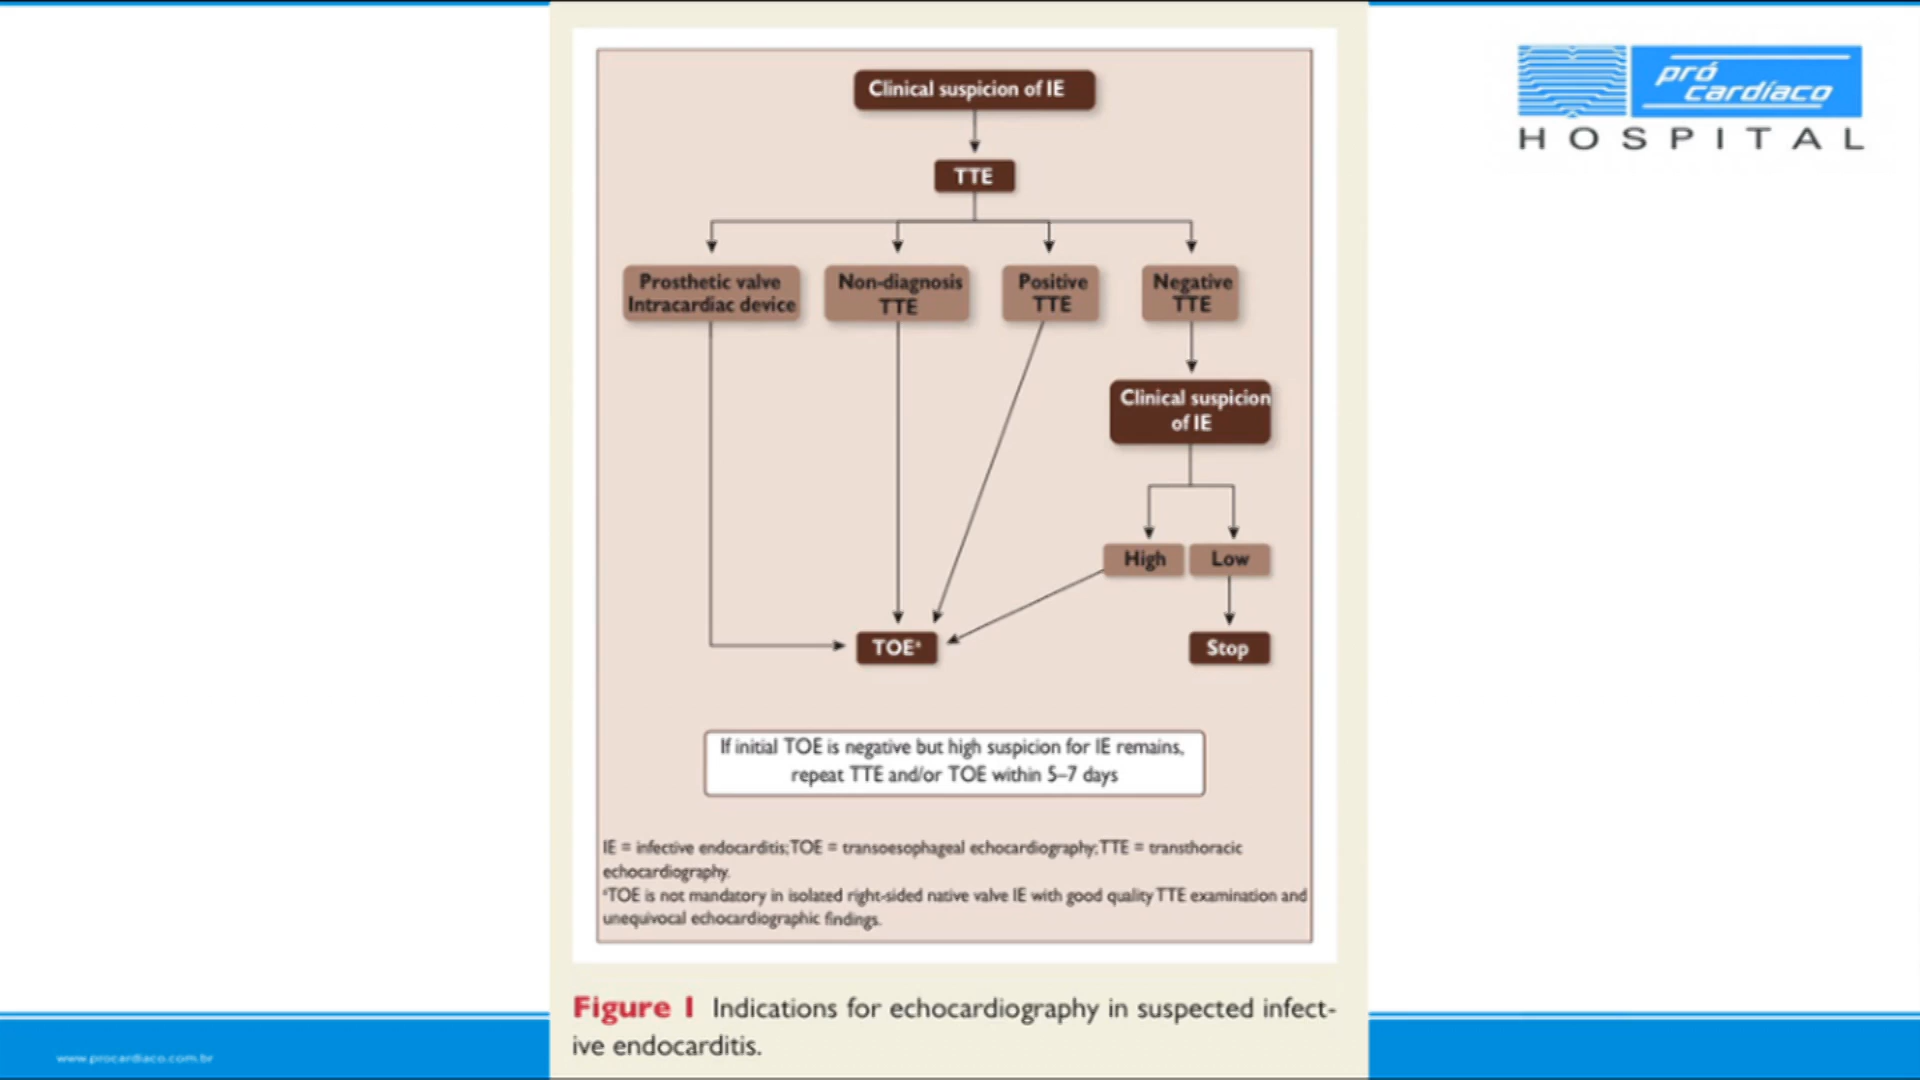 pró
cardíaco
HOSPITAL
Clinical suspicion of IE
TTE
Prosthetic valve
Intracardiac device
Non-diagnosis
TTE
Positive
TTE
Negative
TTE
Clinical suspicion
of IE
High
Low
TOEª
Stop
If initial TOE is negative but high suspicion for IE remains,
repeat TTE and/or TOE within 5–7 days
IE = infective endocarditis; TOE = transoesophageal echocardiography; TTE = transthoracic
echocardiography.
ªTOE is not mandatory in isolated right-sided native valve IE with good quality TTE examination and
unequivocal echocardiographic findings.
Figure 1 Indications for echocardiography in suspected infect-
ive endocarditis.
www.procardiaco.com.br